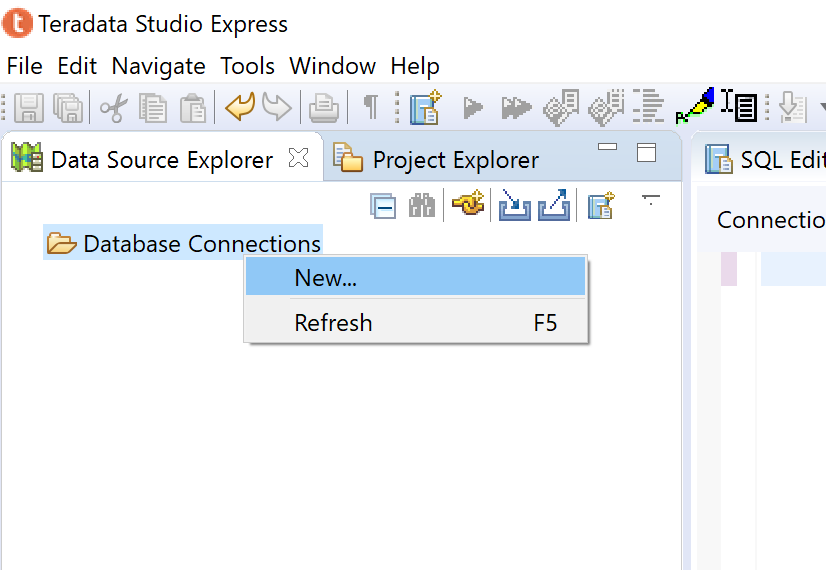 Teradata Studio Express
File Edit Navigate Tools Window Help
Data Source Explorer Project Explorer SQL Edit
Connectio
Database Connections
New...
Refresh F5